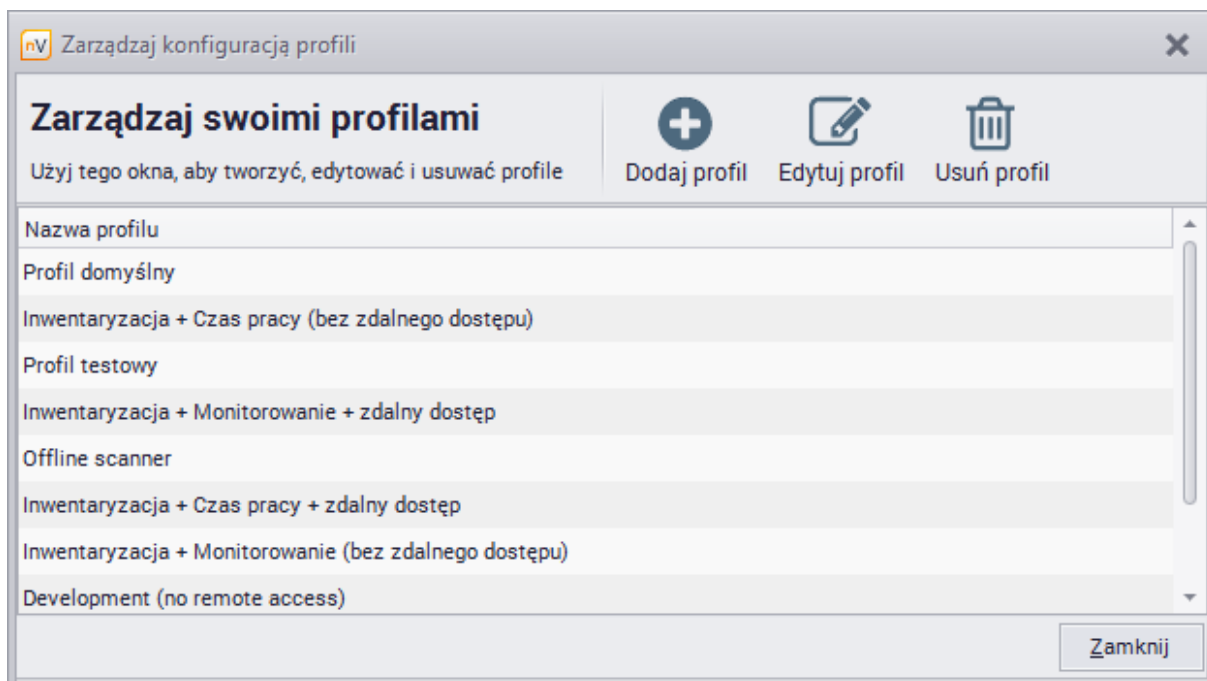 nV Zarządzaj konfiguracją profili
Zarządzaj swoimi profilami
Użyj tego okna, aby tworzyć, edytować i usuwać profile
Dodaj profil
Edytuj profil
Usuń profil
Nazwa profilu
Profil domyślny
Inwentaryzacja + Czas pracy (bez zdalnego dostępu)
Profil testowy
Inwentaryzacja + Monitorowanie + zdalny dostęp
Offline scanner
Inwentaryzacja + Czas pracy + zdalny dostęp
Inwentaryzacja + Monitorowanie (bez zdalnego dostępu)
Development (no remote access)
Zamknij